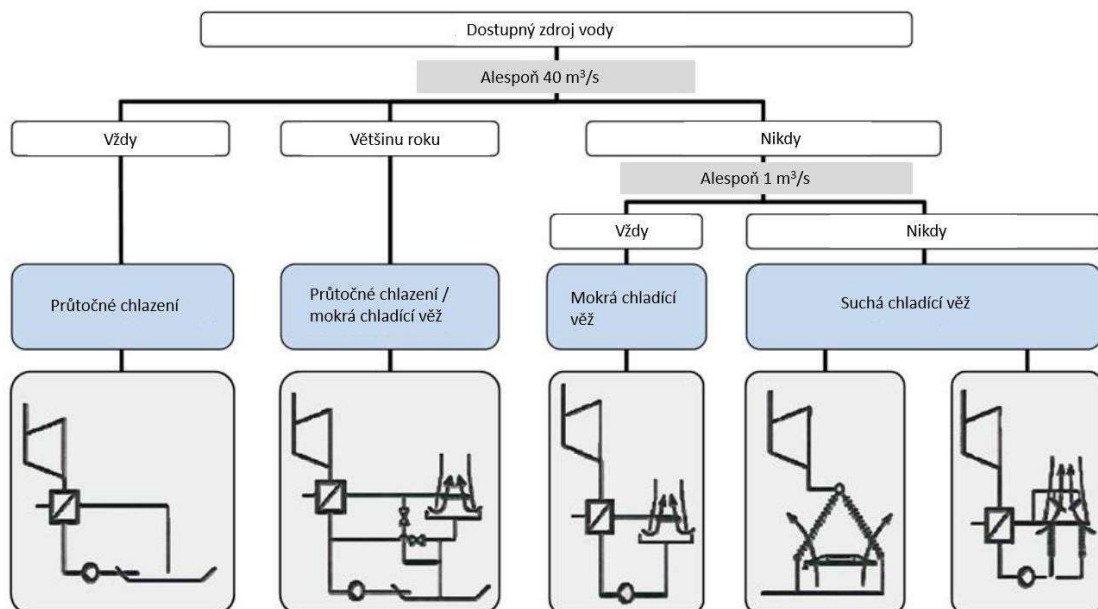 Dostupný zdroj vody
Alespoň 40 m³/s
Vždy
Většinu roku
Nikdy
Alespoň 1 m³/s
Vždy
Nikdy
Průtočné chlazení
Průtočné chlazení /
mokrá chladící věž
Mokrá chladící
věž
Suchá chladící věž